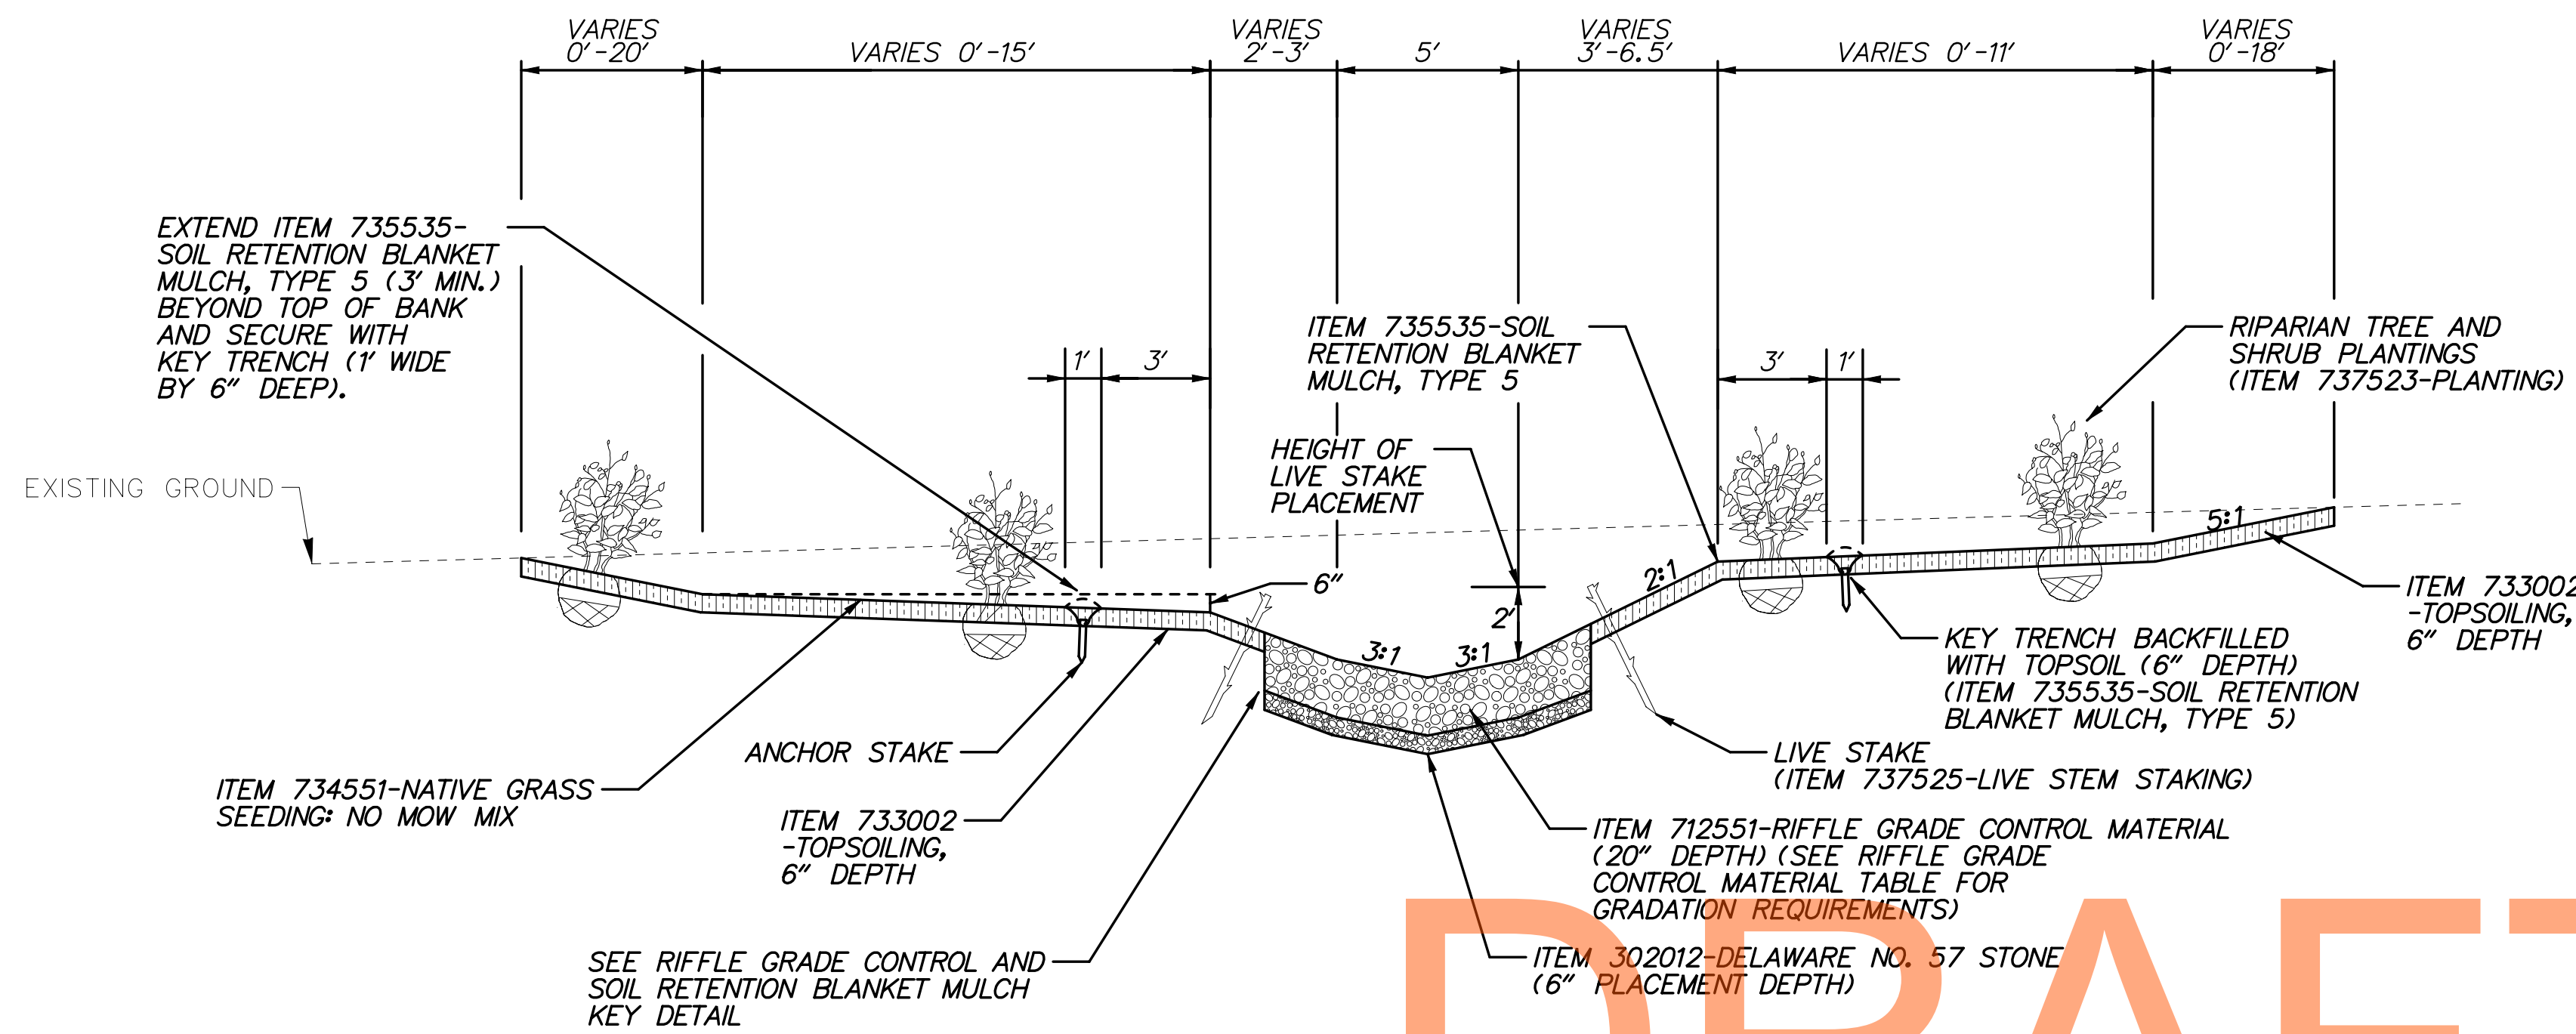 VARIES
0'-20'
VARIES 0'-15'
VARIES
2'-3'
5'
VARIES
3'-6.5'
VARIES 0'-11'
VARIES
0'-18'
EXTEND ITEM 735535-
SOIL RETENTION BLANKET
MULCH, TYPE 5 (3' MIN.)
BEYOND TOP OF BANK
AND SECURE WITH
KEY TRENCH (1' WIDE
BY 6" DEEP).
1'
3'
ITEM 735535-SOIL
RETENTION BLANKET
MULCH, TYPE 5
3'
1'
RIPARIAN TREE AND
SHRUB PLANTINGS
(ITEM 737523-PLANTING)
HEIGHT OF
LIVE STAKE
PLACEMENT
EXISTING GROUND
5:1
2:1
6"
2'
3:1
3:1
ITEM 733002
-TOPSOILING,
6" DEPTH
KEY TRENCH BACKFILLED
WITH TOPSOIL (6" DEPTH)
(ITEM 735535-SOIL RETENTION
BLANKET MULCH, TYPE 5)
ANCHOR STAKE
LIVE STAKE
(ITEM 737525-LIVE STEM STAKING)
ITEM 734551-NATIVE GRASS
SEEDING: NO MOW MIX
ITEM 733002
-TOPSOILING,
6" DEPTH
ITEM 712551-RIFFLE GRADE CONTROL MATERIAL
(20" DEPTH) (SEE RIFFLE GRADE
CONTROL MATERIAL TABLE FOR
GRADATION REQUIREMENTS)
SEE RIFFLE GRADE CONTROL AND
SOIL RETENTION BLANKET MULCH
KEY DETAIL
ITEM 302012-DELAWARE NO. 57 STONE
(6" PLACEMENT DEPTH)
DRAFT